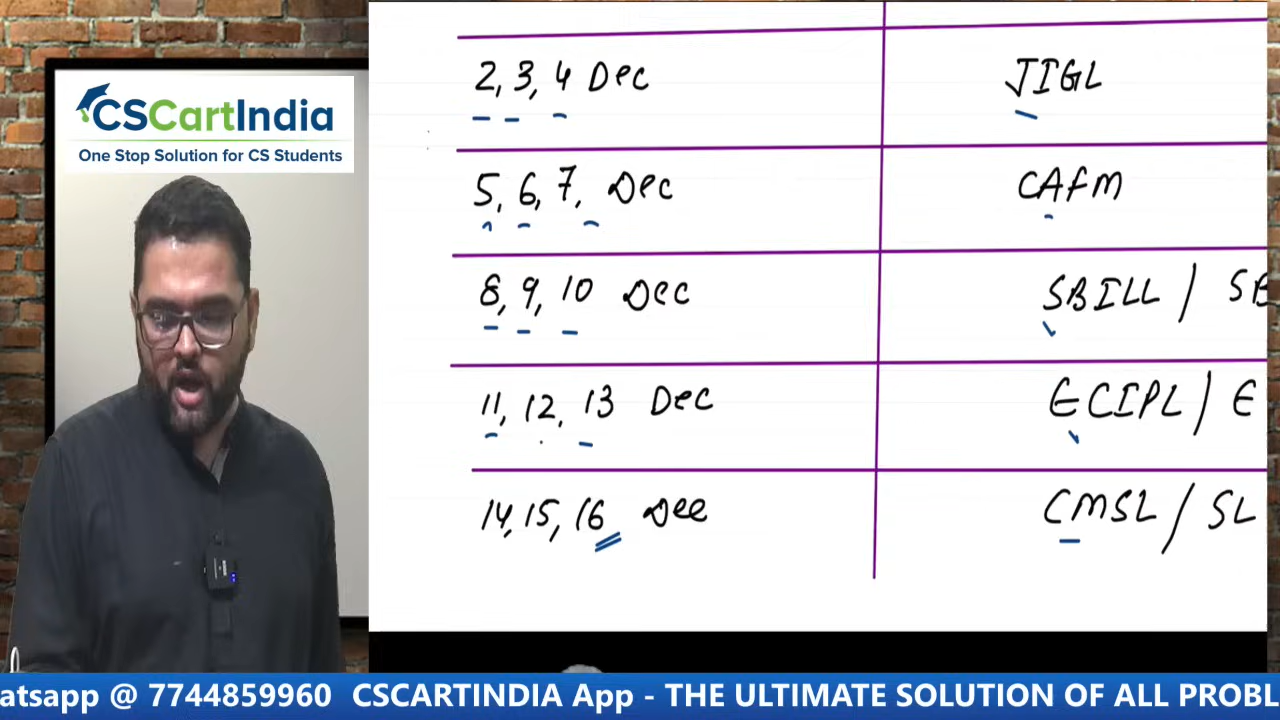 CSCartIndia
One Stop Solution for CS Students
2, 3, 4 Dec JIGL
5, 6, 7, Dec CAFM
8, 9, 10 Dec SBILL /
11, 12, 13 Dec ECIPL / E
14, 15, 16 Dec CMSL / SL
atsapp @ 7744859960 CSCARTINDIA App - THE ULTIMATE SOLUTION OF ALL PROBL